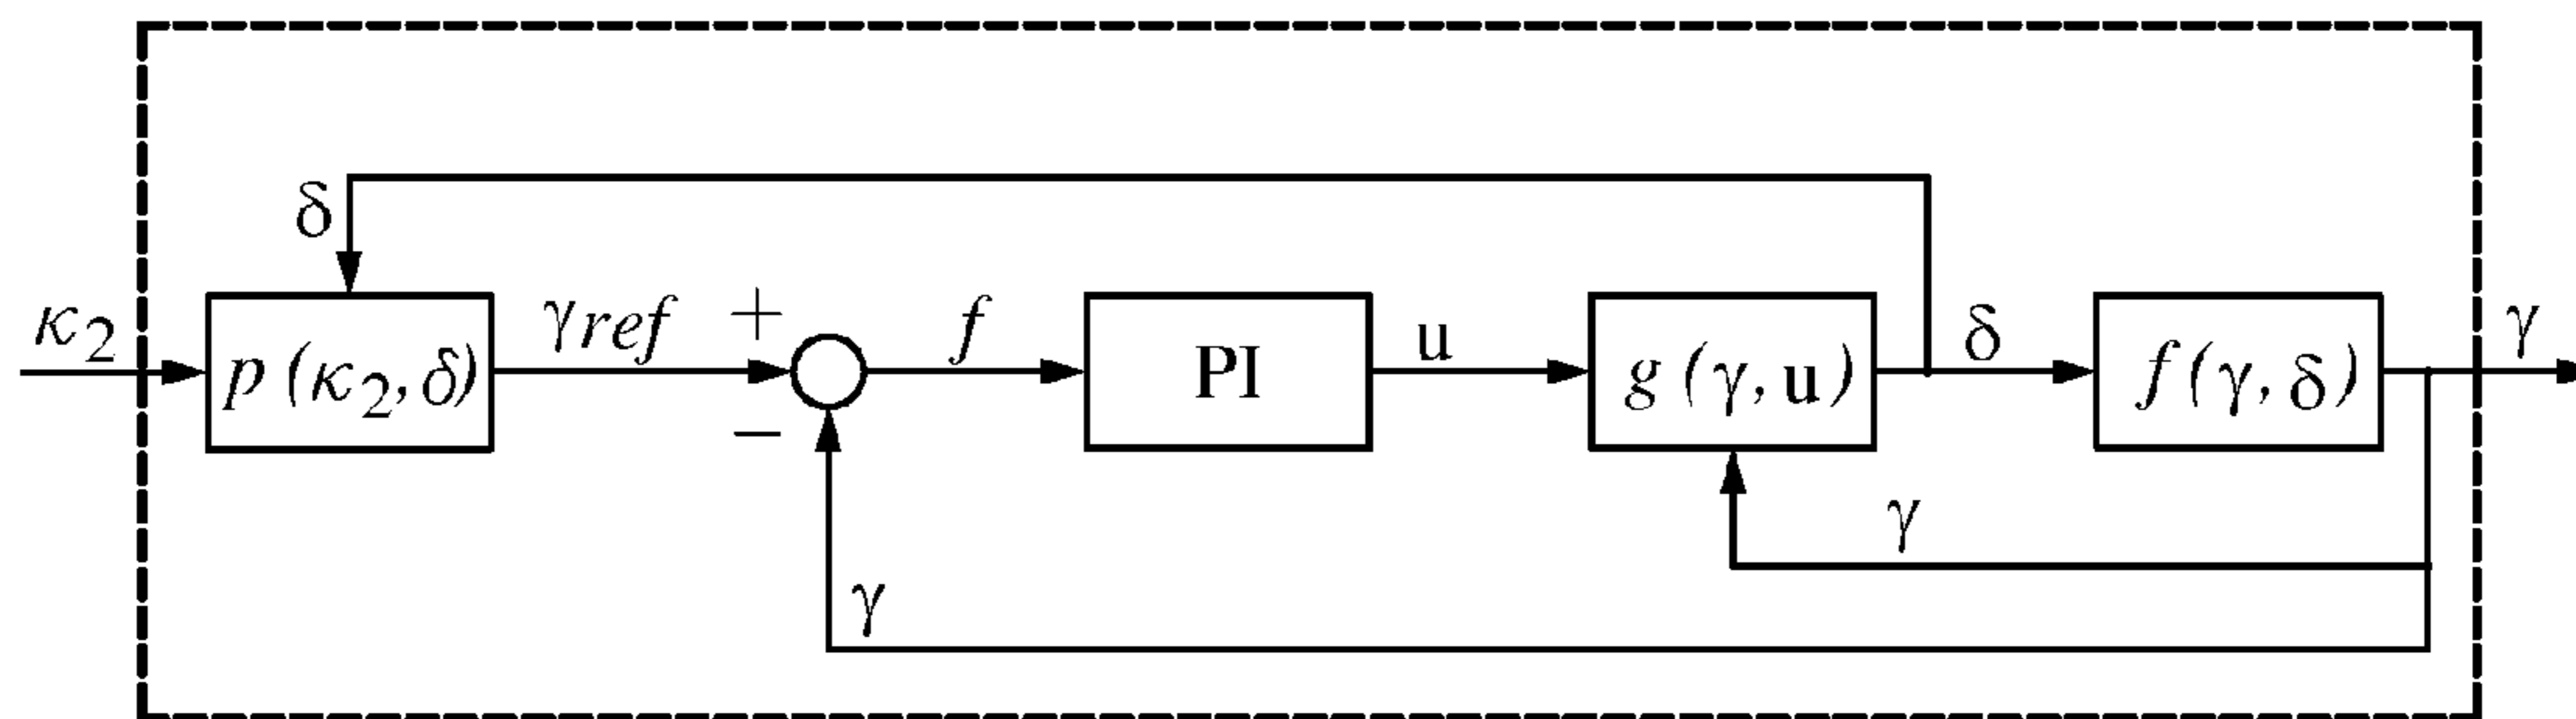 δ
κ2
p (κ2, δ)
γref
+
−
f
PI
u
g (γ, u)
δ
f (γ, δ)
γ
γ
γ